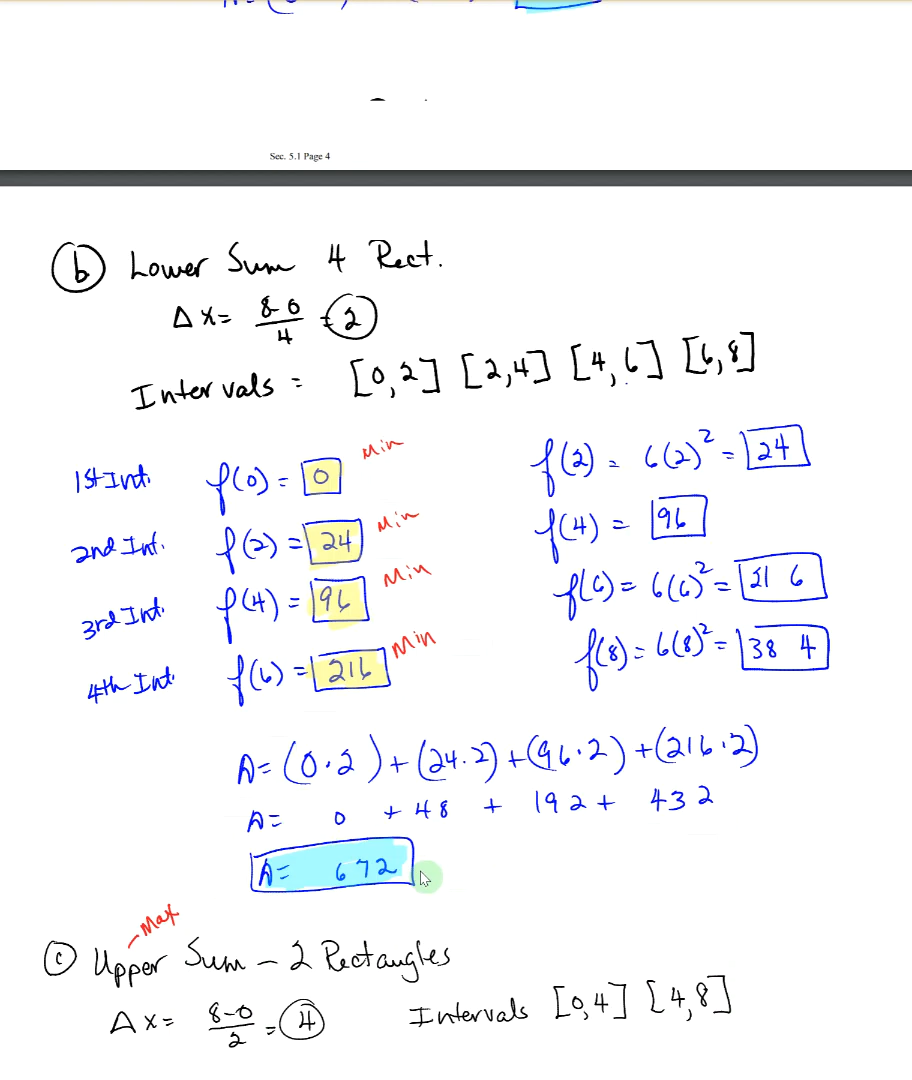 Sec. 5.1 Page 4
b Lower Sum 4 Rect.
Δx = 8-0/4 = 2
Intervals = [0,2] [2,4] [4,6] [6,8]
1st Int. f(0) = 0 Min
2nd Int. f(2) = 24 Min
3rd Int. f(4) = 96 Min
4th Int. f(6) = 216 Min
f(2) = 6(2)² = 24
f(4) = 96
f(6) = 6(6)² = 216
f(8) = 6(8)² = 384
A = (0·2) + (24·2) + (96·2) + (216·2)
A = 0 + 48 + 192 + 432
A = 672
Max
c Upper Sum - 2 Rectangles
Δx = 8-0/2 = 4 Intervals [0,4] [4,8]